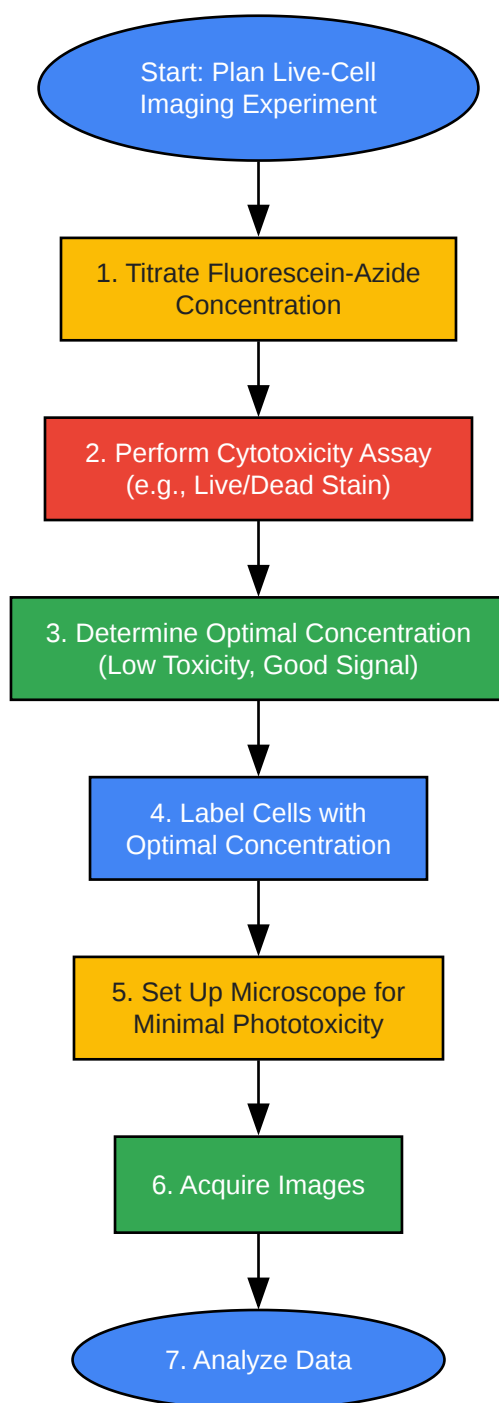 Start: Plan Live-Cell
Imaging Experiment
1. Titrate Fluorescein-Azide
Concentration
2. Perform Cytotoxicity Assay
(e.g., Live/Dead Stain)
3. Determine Optimal Concentration
(Low Toxicity, Good Signal)
4. Label Cells with
Optimal Concentration
5. Set Up Microscope for
Minimal Phototoxicity
6. Acquire Images
7. Analyze Data